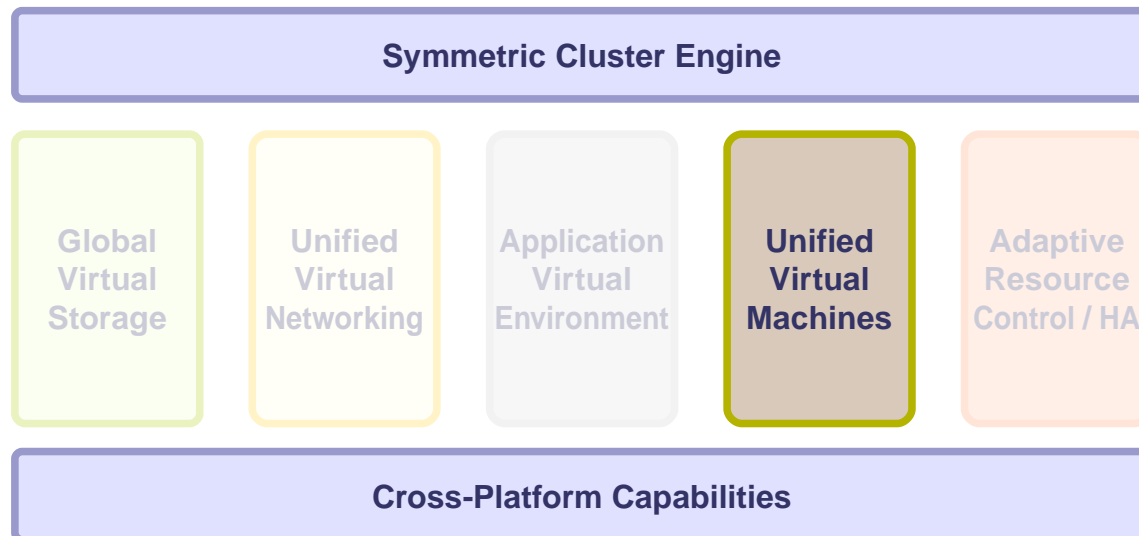 Symmetric Cluster Engine
Global
Virtual
Storage
Unified
Virtual
Networking
Application
Virtual
Environment
Unified
Virtual
Machines
Adaptive
Resource
Control / HA
Cross-Platform Capabilities